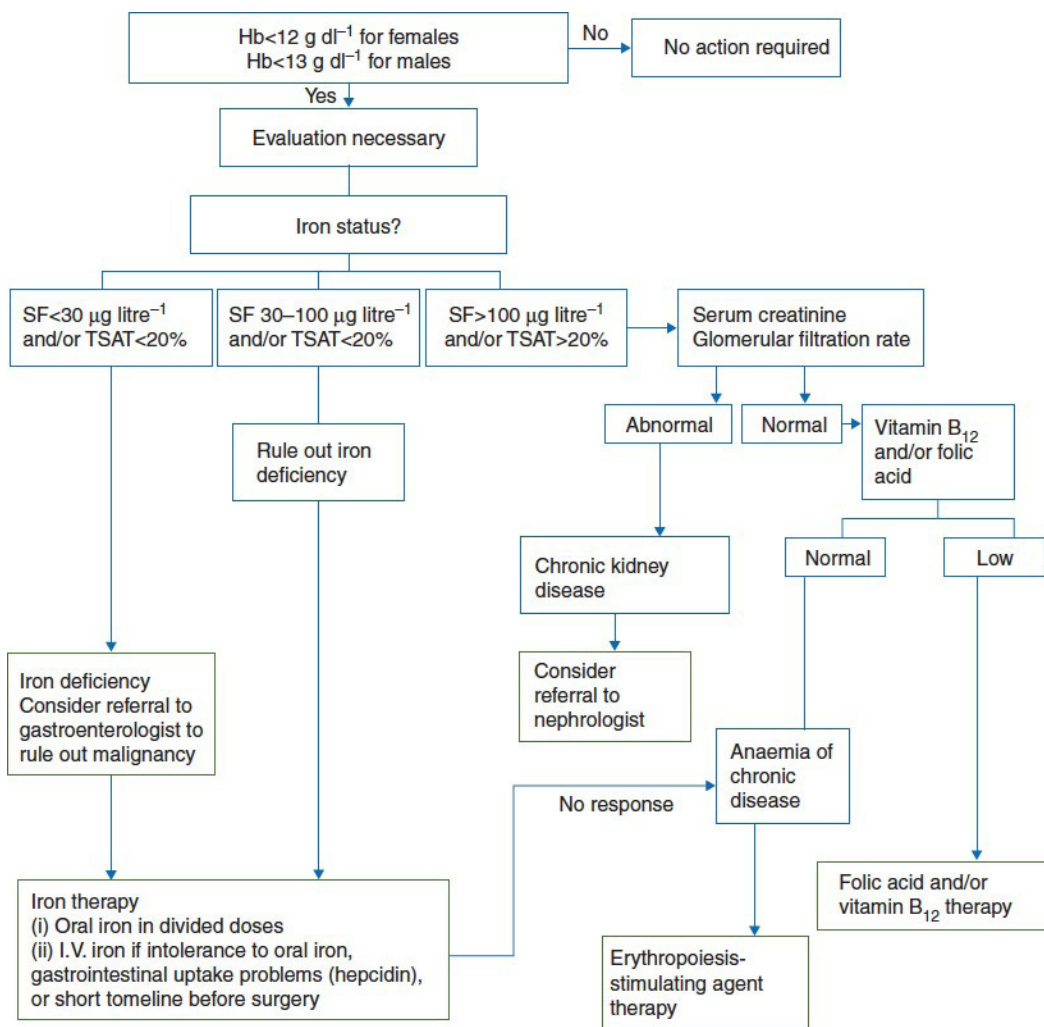 Hb<12 g dl⁻¹ for females
Hb<13 g dl⁻¹ for males
No
No action required
Yes
Evaluation necessary
Iron status?
SF<30 μg litre⁻¹
and/or TSAT<20%
SF 30–100 μg litre⁻¹
and/or TSAT<20%
SF>100 μg litre⁻¹
and/or TSAT>20%
Serum creatinine
Glomerular filtration rate
Abnormal
Normal
Vitamin B₁₂
and/or folic
acid
Rule out iron
deficiency
Normal
Low
Chronic kidney
disease
Consider
referral to
nephrologist
Iron deficiency
Consider referral to
gastroenterologist to
rule out malignancy
Anaemia of
chronic
disease
No response
Iron therapy
(i) Oral iron in divided doses
(ii) I.V. iron if intolerance to oral iron,
gastrointestinal uptake problems (hepcidin),
or short tomeline before surgery
Folic acid and/or
vitamin B₁₂ therapy
Erythropoiesis-
stimulating agent
therapy